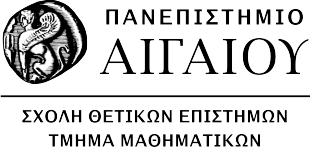 ΠΑΝΕΠΙΣΤΗΜΙΟ
ΑΙΓΑΙΟΥ
ΣΧΟΛΗ ΘΕΤΙΚΩΝ ΕΠΙΣΤΗΜΩΝ
ΤΜΗΜΑ ΜΑΘΗΜΑΤΙΚΩΝ